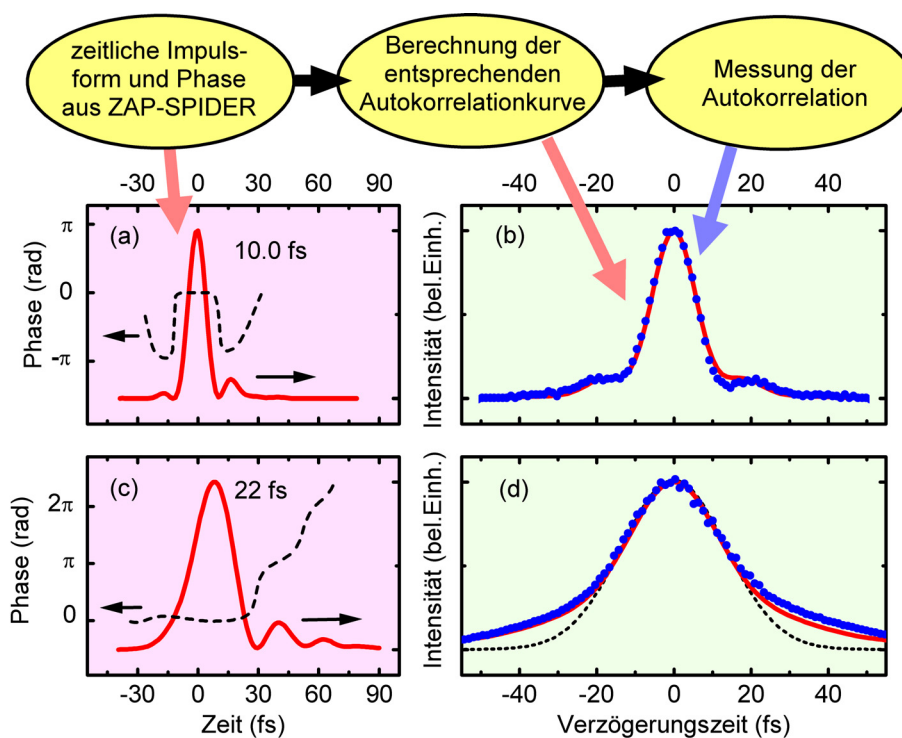 zeitliche Impuls-
form und Phase
aus ZAP-SPIDER
Berechnung der
entsprechenden
Autokorrelationkurve
Messung der
Autokorrelation
-30 0 30 60 90
-40 -20 0 20 40
Phase (rad)
π
0
-π
(a)
10.0 fs
Intensität (bel.Einh.)
(b)
Phase (rad)
2π
π
0
(c)
22 fs
Intensität (bel.Einh.)
(d)
-30 0 30 60 90
Zeit (fs)
-40 -20 0 20 40
Verzögerungszeit (fs)